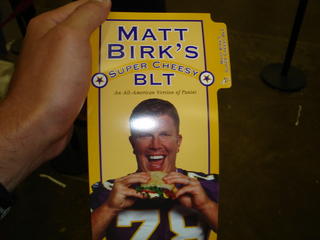 MATT
BIRK'S
SUPER CHEESY
BLT
An All-American Version of Panini
78